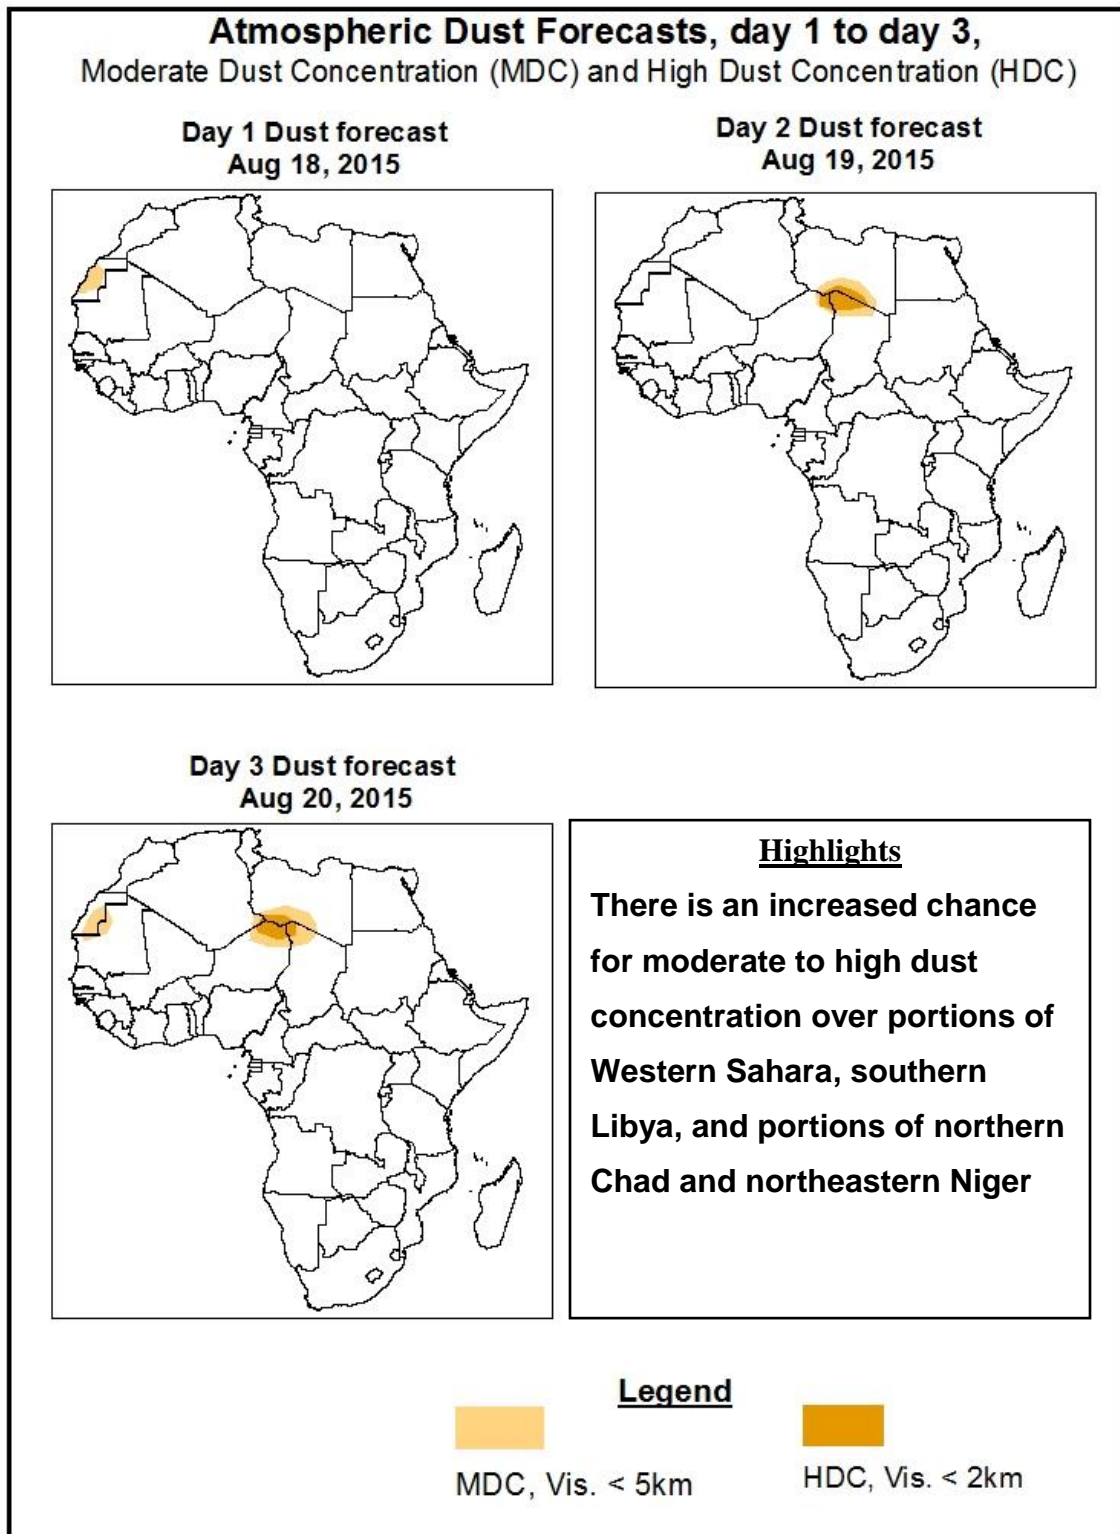 Atmospheric Dust Forecasts, day 1 to day 3,
Moderate Dust Concentration (MDC) and High Dust Concentration (HDC)
Day 1 Dust forecast
Aug 18, 2015
Day 2 Dust forecast
Aug 19, 2015
Day 3 Dust forecast
Aug 20, 2015
Highlights
There is an increased chance
for moderate to high dust
concentration over portions of
Western Sahara, southern
Libya, and portions of northern
Chad and northeastern Niger
Legend
MDC, Vis. < 5km
HDC, Vis. < 2km